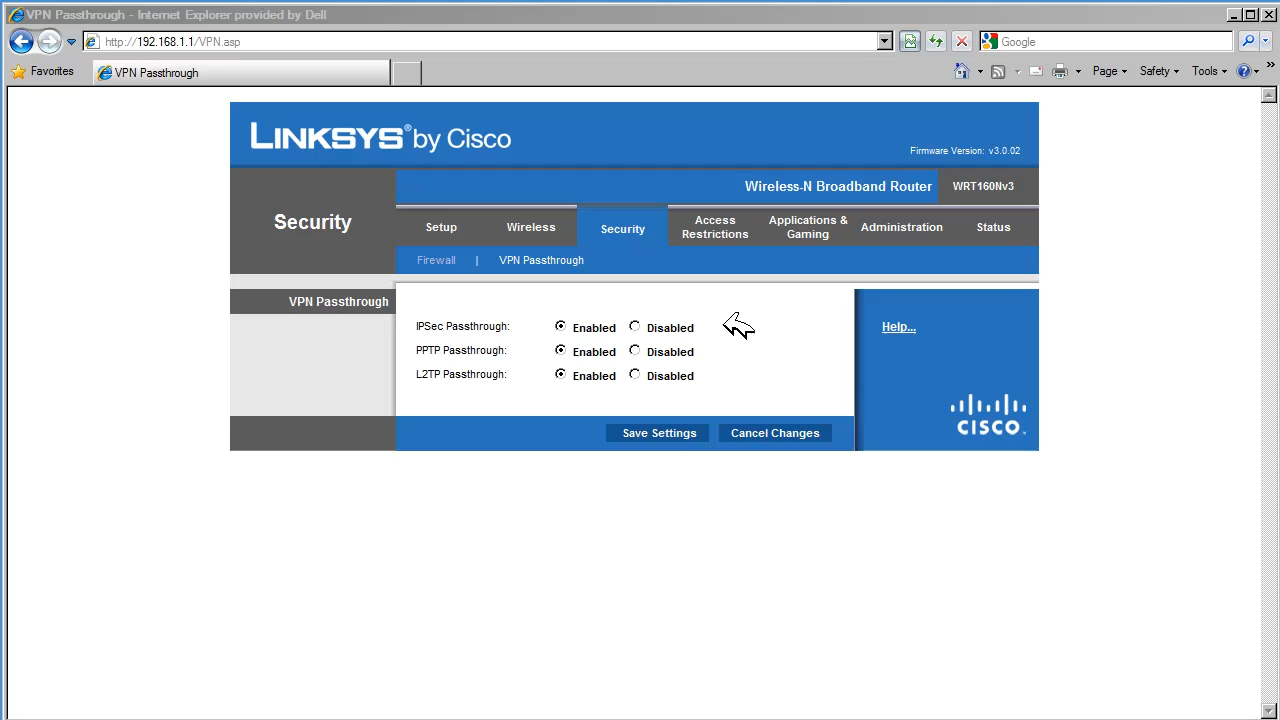 VPN Passthrough - Internet Explorer provided by Dell
http://192.168.1.1/VPN.asp
Google
Favorites
VPN Passthrough
Page
Safety
Tools
»
LINKSYS® by Cisco
Firmware Version: v3.0.02
Wireless-N Broadband Router
WRT160Nv3
Security
Setup
Wireless
Security
Access
Restrictions
Applications &
Gaming
Administration
Status
Firewall | VPN Passthrough
VPN Passthrough
IPSec Passthrough: Enabled Disabled
PPTP Passthrough: Enabled Disabled
L2TP Passthrough: Enabled Disabled
Help...
CISCO
Save Settings
Cancel Changes